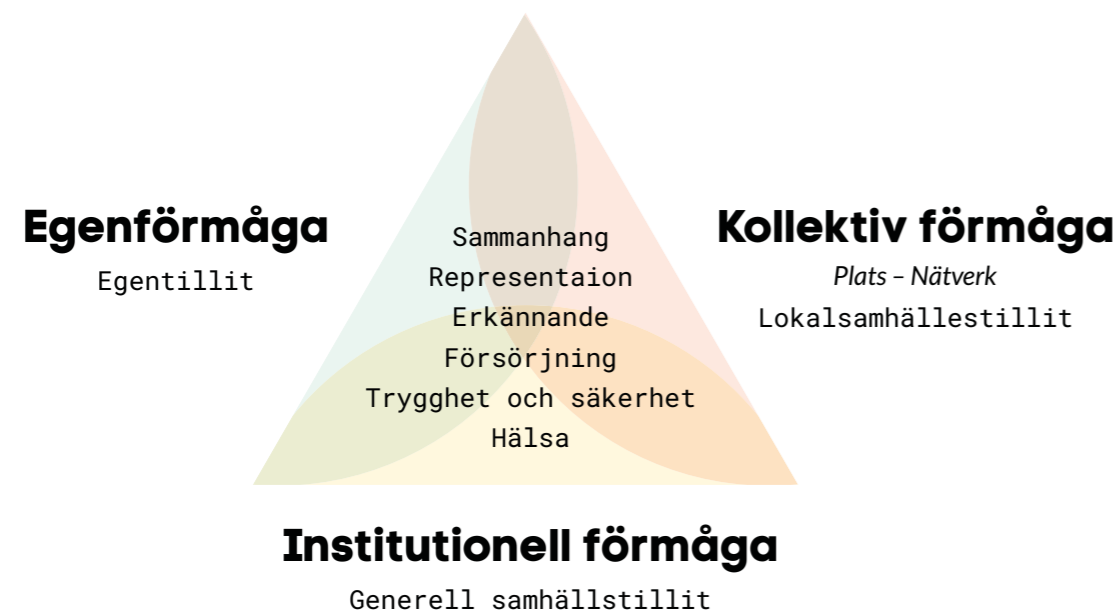 Egenförmåga
Egentillit
Sammanhang
Representaion
Erkännande
Försörjning
Trygghet och säkerhet
Hälsa
Kollektiv förmåga
Plats – Nätverk
Lokalsamhällestillit
Institutionell förmåga
Generell samhällstillit